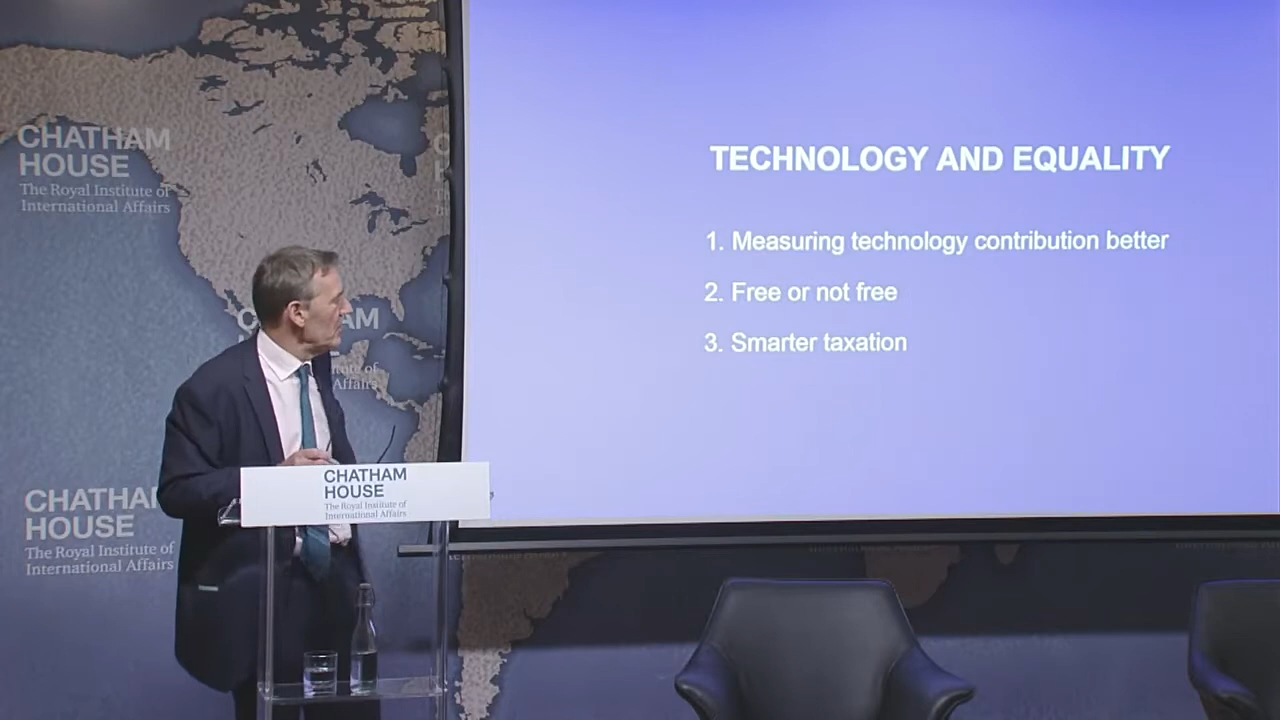 CHATHAM
HOUSE
The Royal Institute of
International Affairs
TECHNOLOGY AND EQUALITY
1. Measuring technology contribution better
2. Free or not free
3. Smarter taxation
Affairs
CHATHAM
HOUSE
The Royal Institute of
International Affairs
HOUSE
The Royal Institute of
International Affairs